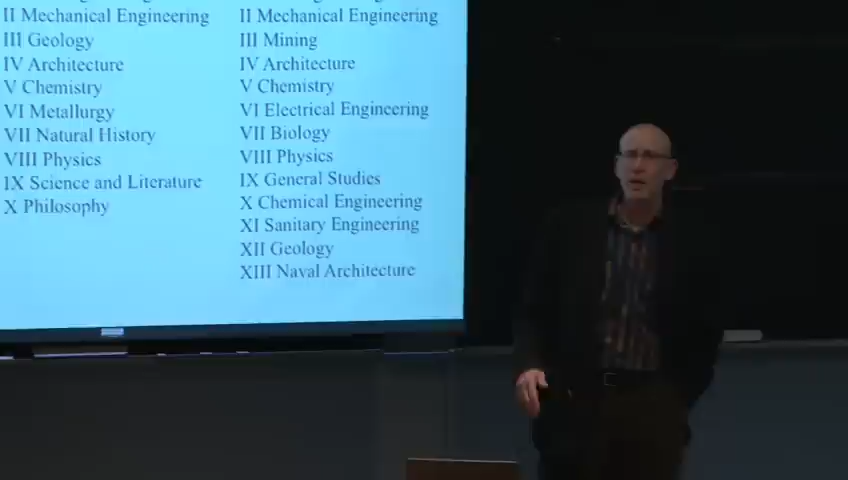 II Mechanical Engineering
III Geology
IV Architecture
V Chemistry
VI Metallurgy
VII Natural History
VIII Physics
IX Science and Literature
X Philosophy
II Mechanical Engineering
III Mining
IV Architecture
V Chemistry
VI Electrical Engineering
VII Biology
VIII Physics
IX General Studies
X Chemical Engineering
XI Sanitary Engineering
XII Geology
XIII Naval Architecture